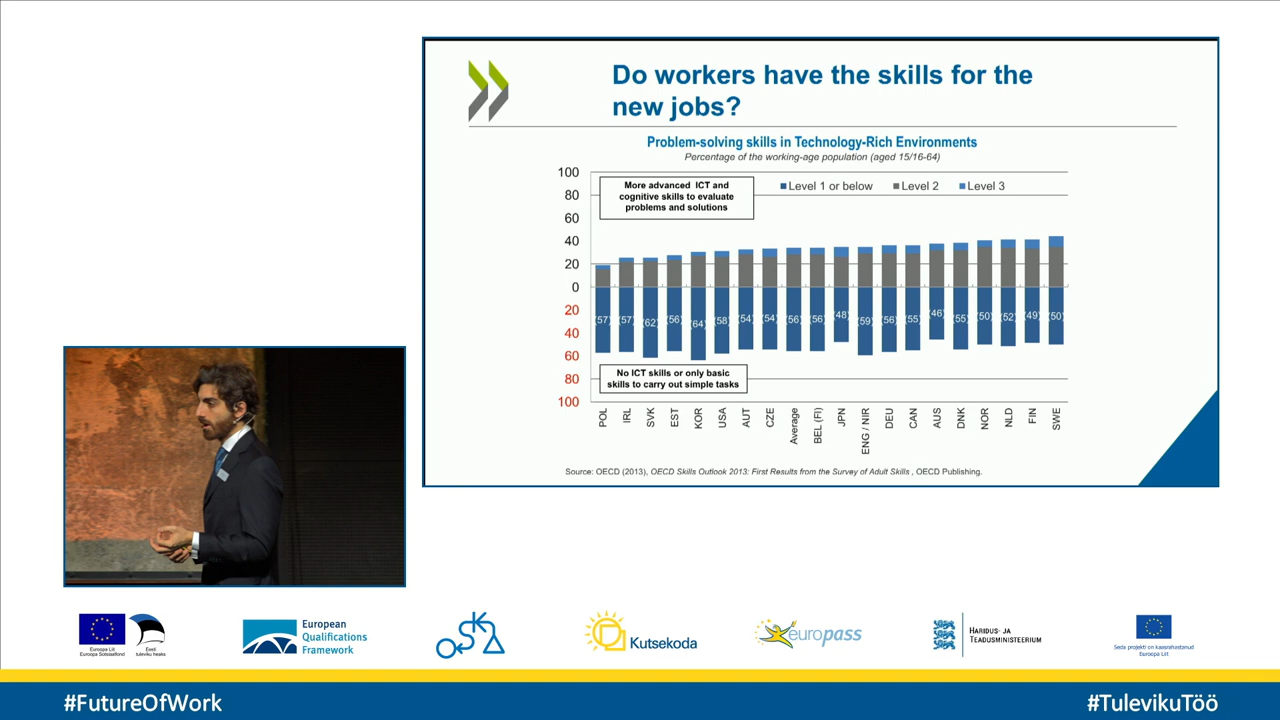 Do workers have the skills for the
new jobs?
Problem-solving skills in Technology-Rich Environments
Percentage of the working-age population (aged 15/16-64)
100
80
60
40
20
0
20
40
60
80
100
More advanced ICT and
cognitive skills to evaluate
problems and solutions
Level 1 or below
Level 2
Level 3
(57)
(57)
(62)
(56)
(64)
(58)
(54)
(54)
(56)
(56)
(48)
(59)
(56)
(55)
(46)
(55)
(50)
(52)
(49)
(50)
No ICT skills or only basic
skills to carry out simple tasks
POL
IRL
SVK
EST
KOR
USA
AUT
CZE
Average
BEL (Fl)
JPN
ENG / NIR
DEU
CAN
AUS
DNK
NOR
NLD
FIN
SWE
Source: OECD (2013), OECD Skills Outlook 2013: First Results from the Survey of Adult Skills , OECD Publishing.
Euroopa Liit
Euroopa Sotsiaalfond
Eesti
tuleviku heaks
European
Qualifications
Framework
OSKA
Kutsekoda
europass
HARIDUS- JA
TEADUSMINISTEERIUM
Seda projekti on kaasrahastanud
Euroopa Liit
#FutureOfWork
#TulevikuTöö